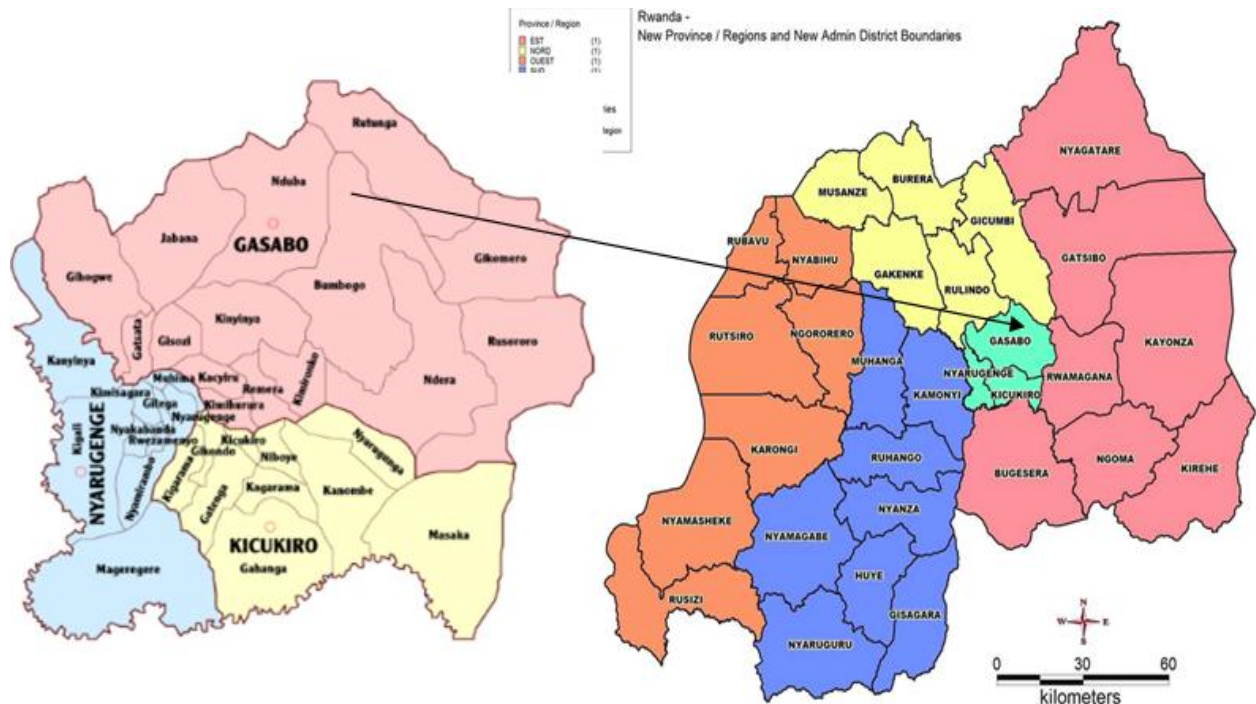 Province / Region
EST (1)
NORD (1)
OUEST (1)
SUD (1)
Rwanda -
New Province / Regions and New Admin District Boundaries
Rutunga
Nduba
Jabana
GASABO
Gikomero
Bumbogo
Kinyinya
Gatsata
Gisozi
Rusororo
Kanyinya
Ndera
Muhima
Kacyiru
Remera
Kimironko
Kimisagara
Gitega
Kimihurura
Nyarugenge
Nyakabanda
Rwezamenyo
Kigali
NYARUGENGE
Nyamirambo
Kicukiro
Gikondo
Niboye
Nyarugunga
Kigarama
Gatenga
Kagarama
Kanombe
Masaka
KICUKIRO
Gahanga
Mageregere
NYAGATARE
BURERA
MUSANZE
GICUMBI
RUBAVU
NYABIHU
GAKENKE
RULINDO
GATSIBO
RUTSIRO
NGORORERO
GASABO
KAYONZA
MUHANGA
NYARUGENGE
RWAMAGANA
KAMONYI
KICUKIRO
KARONGI
RUHANGO
BUGESERA
NGOMA
KIREHE
NYAMASHEKE
NYAMAGABE
NYANZA
HUYE
RUSIZI
GISAGARA
NYARUGURU
N
W E
S
0 30 60
kilometers